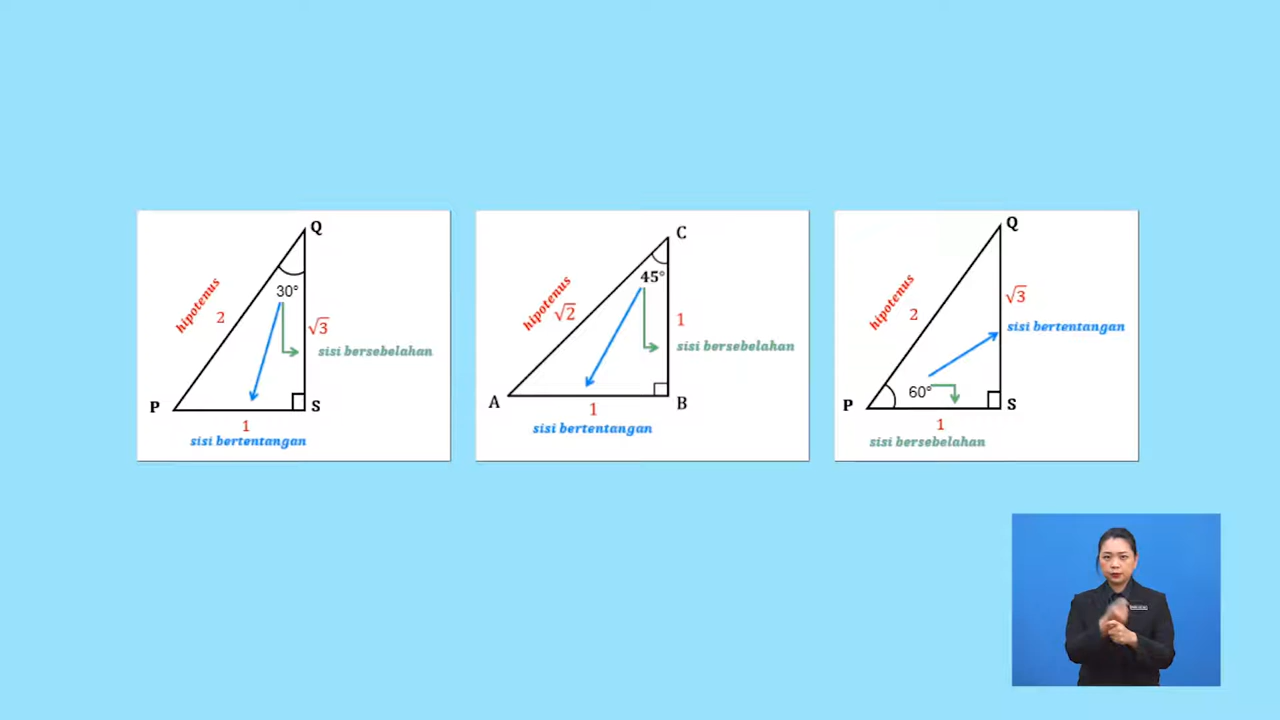 Q
30°
hipotenus
2
√3
sisi bersebelahan
P
S
1
sisi bertentangan
C
45°
hipotenus
√2
1
sisi bersebelahan
A
B
1
sisi bertentangan
Q
hipotenus
2
√3
sisi bertentangan
60°
P
S
1
sisi bersebelahan